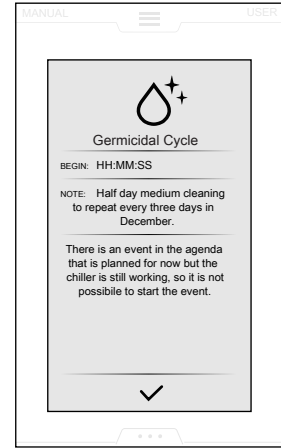 MANUAL USER
Germicidal Cycle
BEGIN: HH:MM:SS
NOTE: Half day medium cleaning
to repeat every three days in
December.
There is an event in the agenda
that is planned for now but the
chiller is still working, so it is not
possibile to start the event.